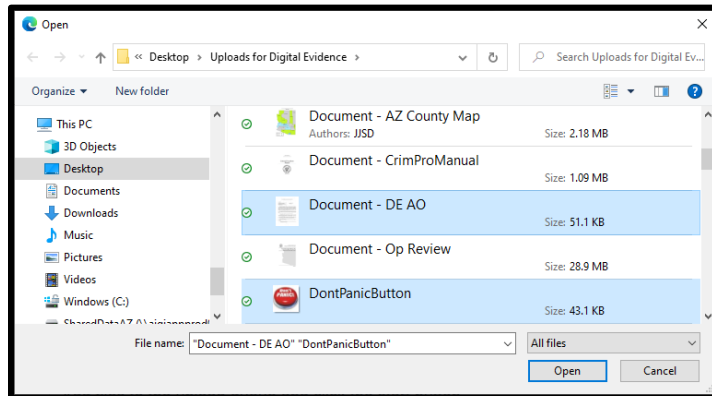 Open
« Desktop › Uploads for Digital Evidence ›
Search Uploads for Digital Ev...
Organize
New folder
This PC
3D Objects
Desktop
Documents
Downloads
Music
Pictures
Videos
Windows (C:)
Document - AZ County Map
Authors: JJSD
Size: 2.18 MB
Document - CrimProManual
Size: 1.09 MB
Document - DE AO
Size: 51.1 KB
Document - Op Review
Size: 28.9 MB
DontPanicButton
Size: 43.1 KB
File name:
"Document - DE AO" "DontPanicButton"
All files
Open
Cancel